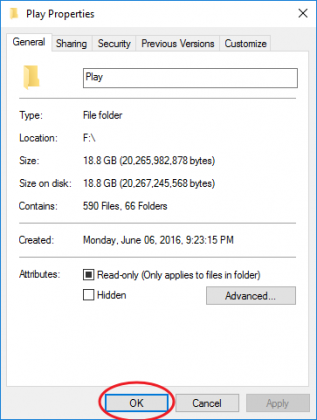 Play Properties
General Sharing Security Previous Versions Customize
Play
Type: File folder
Location: F:\
Size: 18.8 GB (20,265,982,878 bytes)
Size on disk: 18.8 GB (20,267,245,568 bytes)
Contains: 590 Files, 66 Folders
Created: Monday, June 06, 2016, 9:23:15 PM
Attributes: Read-only (Only applies to files in folder)
Hidden Advanced...
OK Cancel Apply